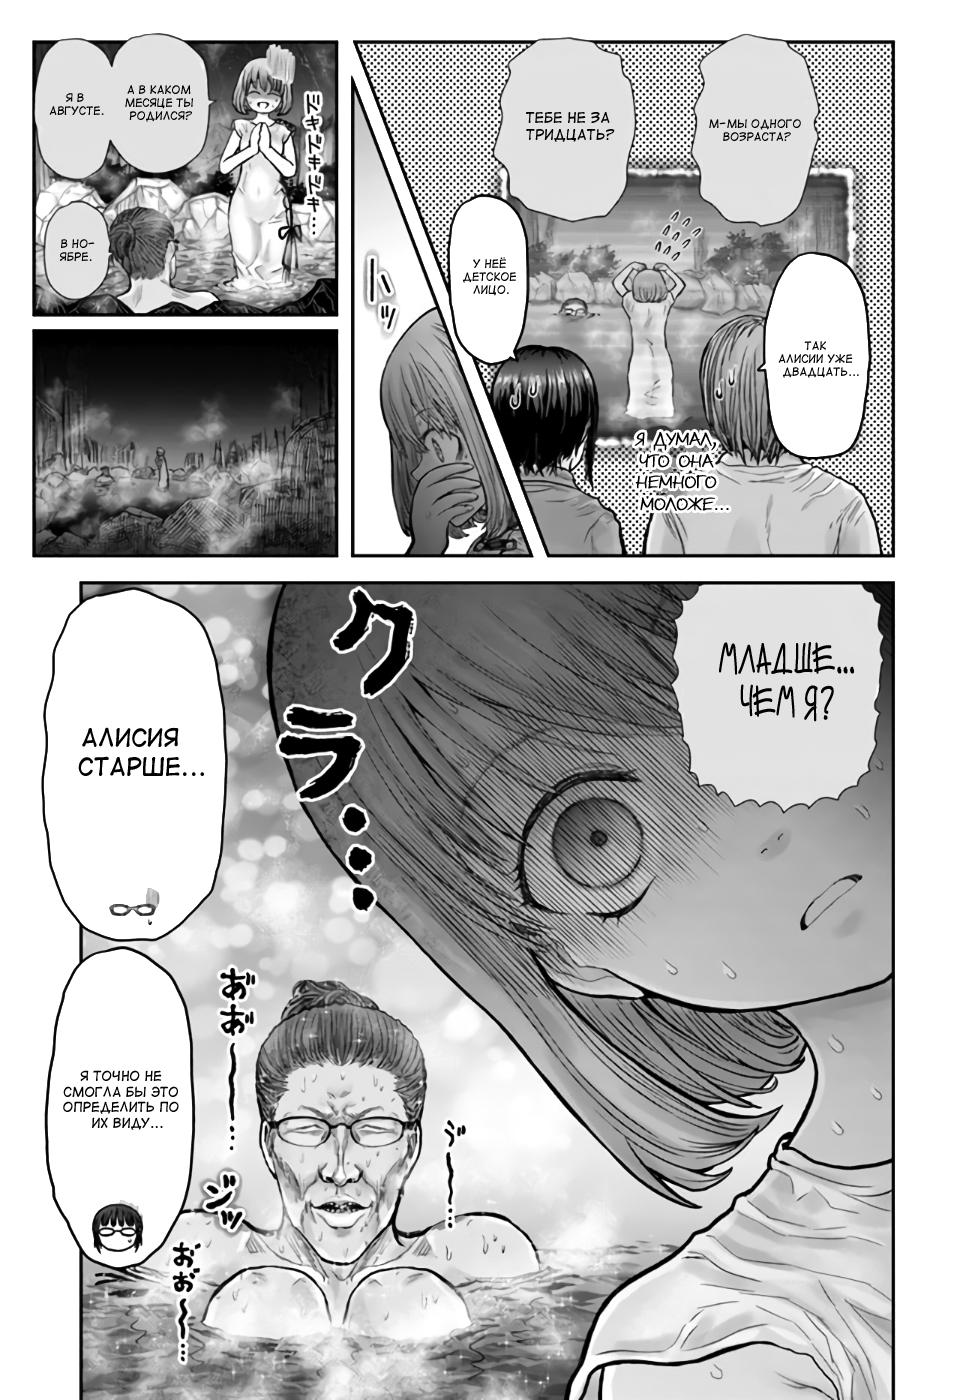 М-МЫ ОДНОГО
ВОЗРАСТА?
ТЕБЕ НЕ ЗА
ТРИДЦАТЬ?
ТАК
АЛИСИИ УЖЕ
ДВАДЦАТЬ...
У НЕЁ
ДЕТСКОЕ
ЛИЦО.
Я ДУМАЛ,
ЧТО ОНА
НЕМНОГО
МОЛОЖЕ...
ハッ
А В КАКОМ
МЕСЯЦЕ ТЫ
РОДИЛСЯ?
Я В
АВГУСТЕ.
ドキドキドキ…
В НО-
ЯБРЕ.
МЛАДШЕ...
ЧЕМ Я?
クラ・・・
АЛИСИЯ
СТАРШЕ...
Я ТОЧНО НЕ
СМОГЛА БЫ ЭТО
ОПРЕДЕЛИТЬ ПО
ИХ ВИДУ...
あ゛あ゛〜〜…
ジッ
お゛お゛〜…